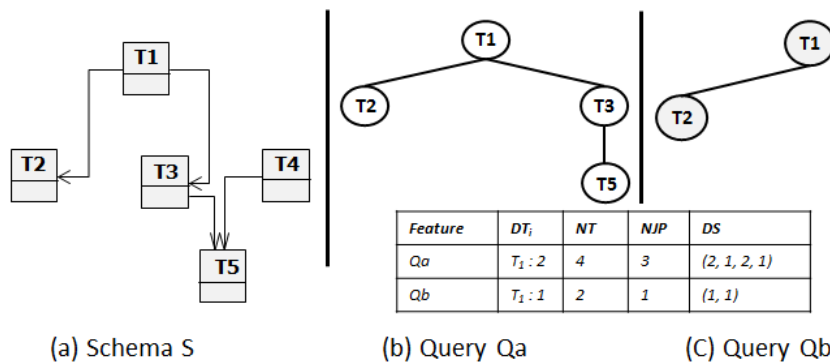 T1
T2
T3
T4
T5
(a) Schema S
T1
T2
T3
T5
Feature DTi NT NJP DS
Qa T1 : 2 4 3 (2, 1, 2, 1)
Qb T1 : 1 2 1 (1, 1)
(b) Query Qa
T1
T2
(C) Query Qb